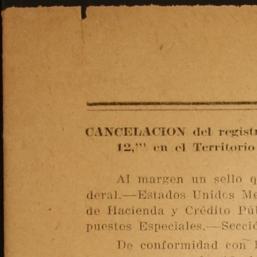 CANCELACION del registr
12,''' en el Territorio
Al margen un sello q
deral.—Estados Unidos Me
de Hacienda y Crédito Púb
puestos Especiales.—Secció
De conformidad con l